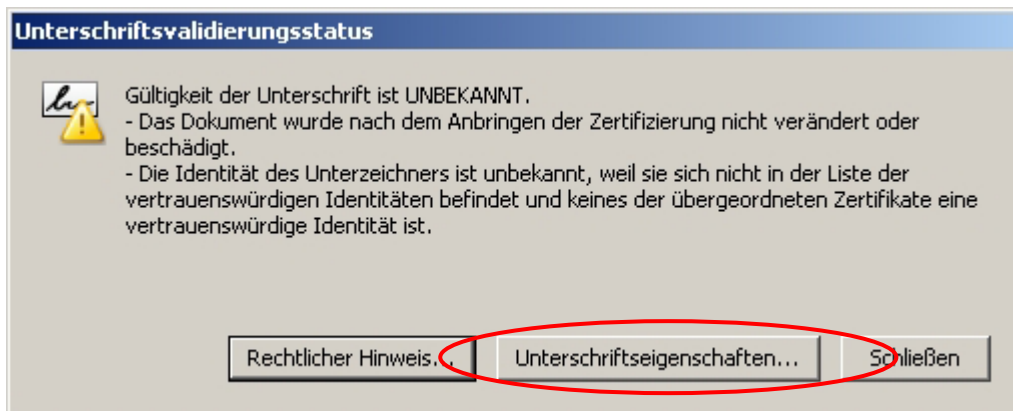 Unterschriftsvalidierungsstatus
Gültigkeit der Unterschrift ist UNBEKANNT.
- Das Dokument wurde nach dem Anbringen der Zertifizierung nicht verändert oder
beschädigt.
- Die Identität des Unterzeichners ist unbekannt, weil sie sich nicht in der Liste der
vertrauenswürdigen Identitäten befindet und keines der übergeordneten Zertifikate eine
vertrauenswürdige Identität ist.
Rechtlicher Hinweis... Unterschriftseigenschaften... Schließen